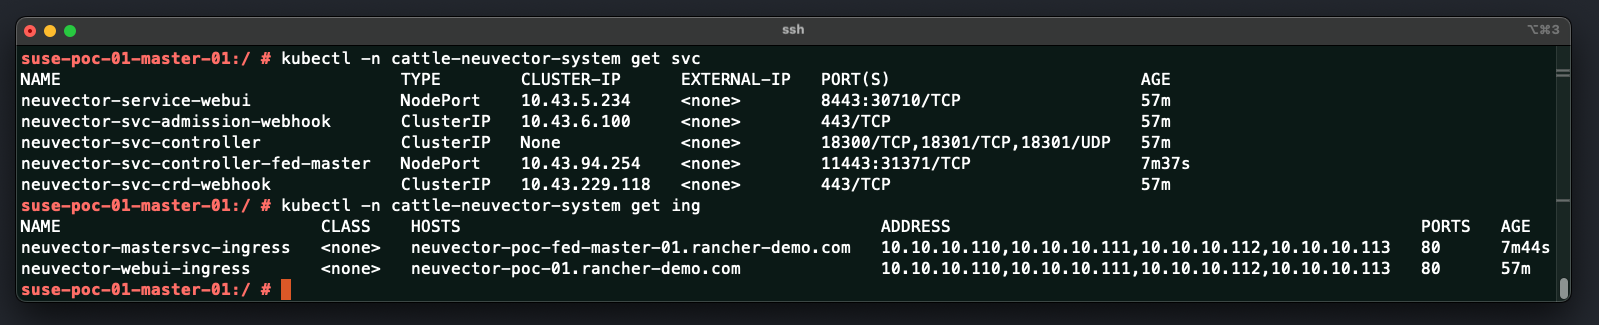 ssh
⌥⌘3
suse-poc-01-master-01:/ # kubectl -n cattle-neuvector-system get svc
NAME TYPE CLUSTER-IP EXTERNAL-IP PORT(S) AGE
neuvector-service-webui NodePort 10.43.5.234 <none> 8443:30710/TCP 57m
neuvector-svc-admission-webhook ClusterIP 10.43.6.100 <none> 443/TCP 57m
neuvector-svc-controller ClusterIP None <none> 18300/TCP,18301/TCP,18301/UDP 57m
neuvector-svc-controller-fed-master NodePort 10.43.94.254 <none> 11443:31371/TCP 7m37s
neuvector-svc-crd-webhook ClusterIP 10.43.229.118 <none> 443/TCP 57m
suse-poc-01-master-01:/ # kubectl -n cattle-neuvector-system get ing
NAME CLASS HOSTS ADDRESS PORTS AGE
neuvector-mastersvc-ingress <none> neuvector-poc-fed-master-01.rancher-demo.com 10.10.10.110,10.10.10.111,10.10.10.112,10.10.10.113 80 7m44s
neuvector-webui-ingress <none> neuvector-poc-01.rancher-demo.com 10.10.10.110,10.10.10.111,10.10.10.112,10.10.10.113 80 57m
suse-poc-01-master-01:/ #